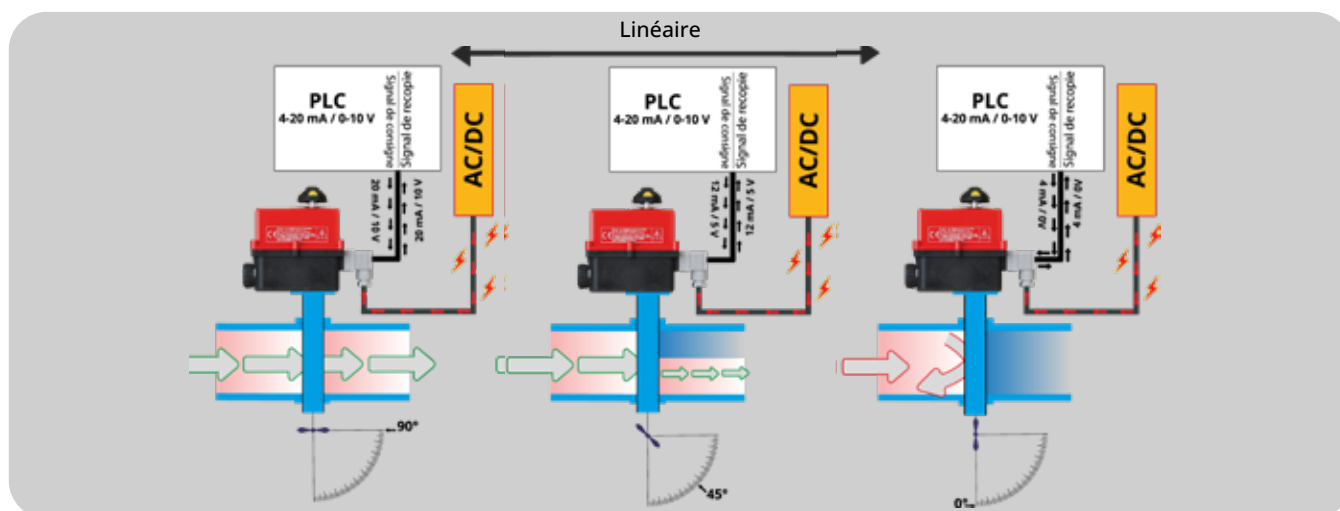 Linéaire
PLC
4-20 mA / 0-10 V
Signal de consigne
Signal de recopie
AC/DC
20 mA / 10 V
20 mA / 10 V
90°
PLC
4-20 mA / 0-10 V
Signal de consigne
Signal de recopie
AC/DC
12 mA / 5 V
12 mA / 5 V
45°
PLC
4-20 mA / 0-10 V
Signal de consigne
Signal de recopie
AC/DC
4 mA / 0V
4 mA / 0V
0°